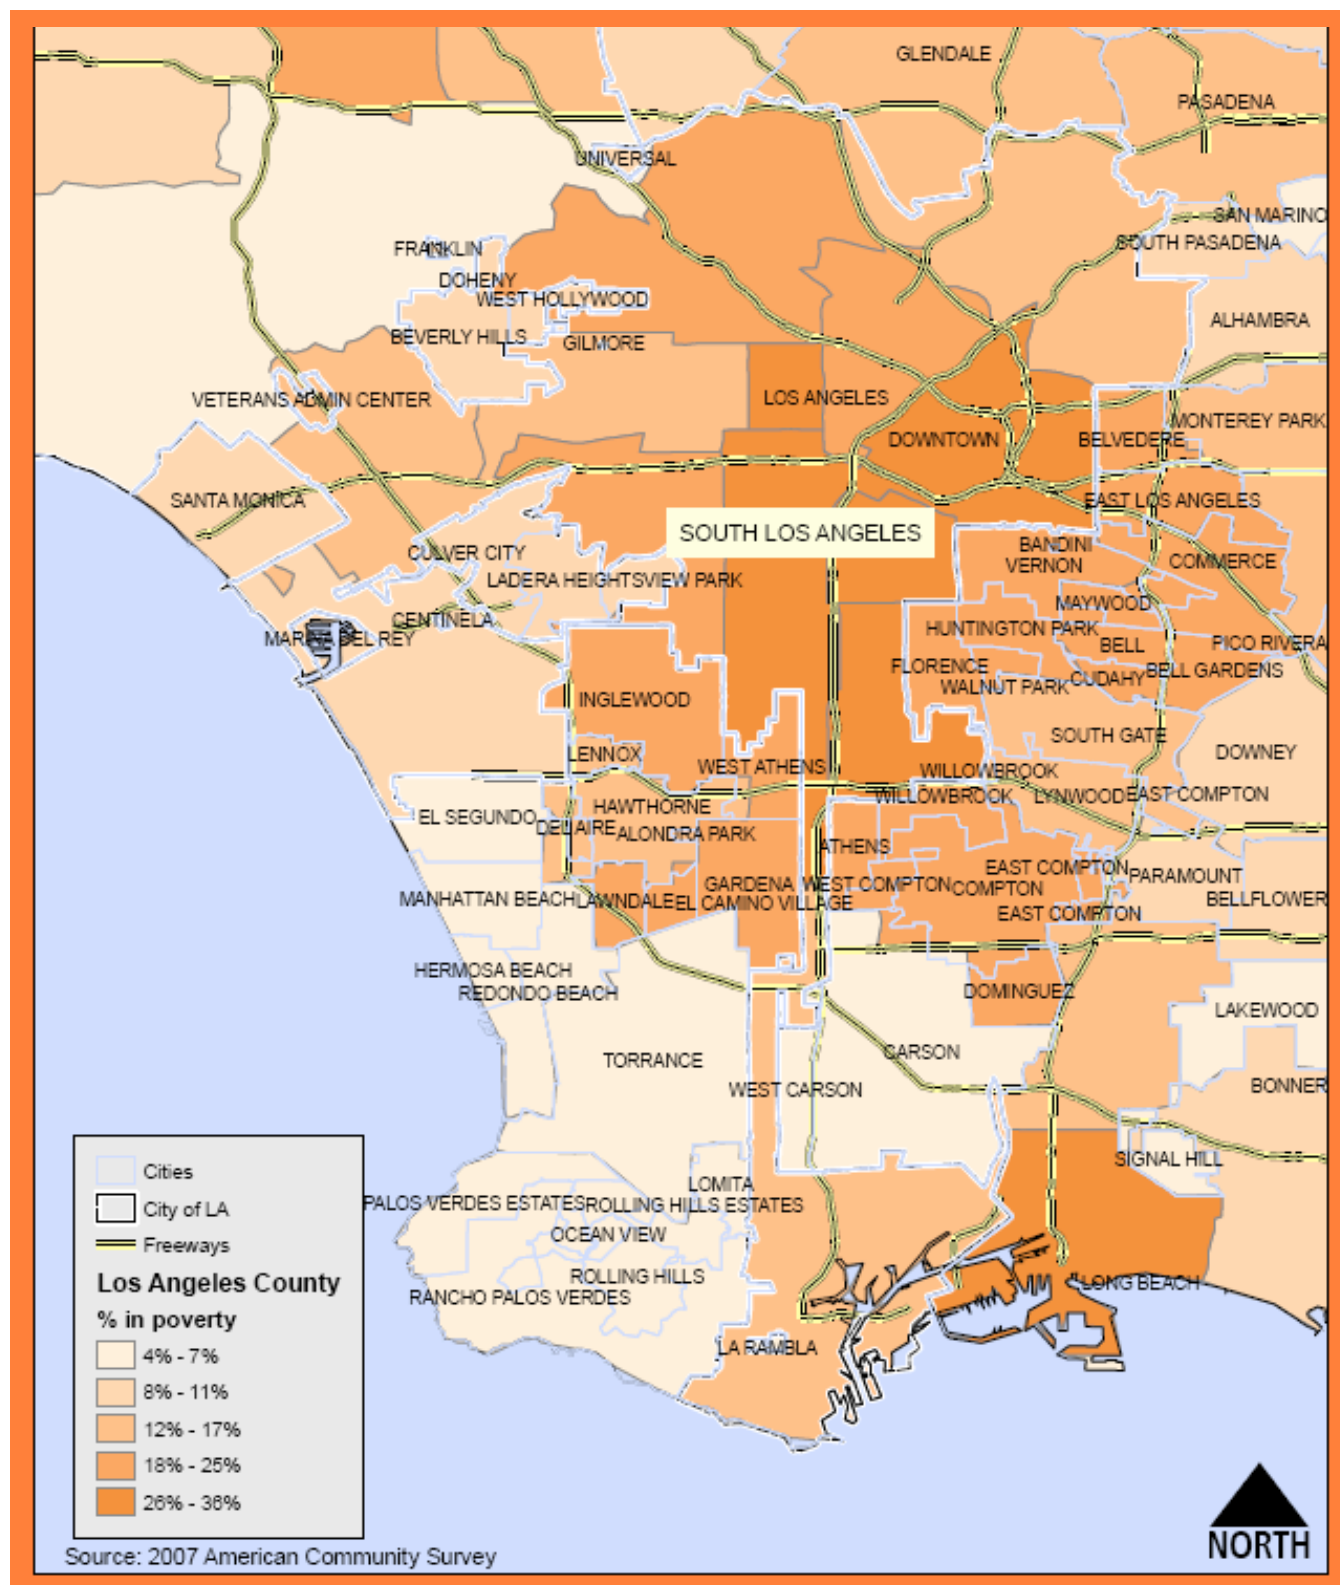 GLENDALE
PASADENA
UNIVERSAL
SAN MARINO
SOUTH PASADENA
FRANKLIN
DOHENY
WEST HOLLYWOOD
ALHAMBRA
BEVERLY HILLS
GILMORE
VETERANS ADMIN CENTER
LOS ANGELES
MONTEREY PARK
DOWNTOWN
BELVEDERE
SANTA MONICA
EAST LOS ANGELES
SOUTH LOS ANGELES
CULVER CITY
BANDINI
VERNON
COMMERCE
LADERA HEIGHTSVIEW PARK
MAYWOOD
CENTINELA
MARINA DEL REY
HUNTINGTON PARK
BELL
PICO RIVERA
FLORENCE
WALNUT PARK
CUDAHY
BELL GARDENS
INGLEWOOD
SOUTH GATE
DOWNEY
LENNOX
WEST ATHENS
WILLOWBROOK
WILLOWBROOK
LYNWOOD
EAST COMPTON
HAWTHORNE
EL SEGUNDO
DEL AIRE
ALONDRA PARK
ATHENS
EAST COMPTON
PARAMOUNT
GARDENA
WEST COMPTON
COMPTON
MANHATTAN BEACH
LAWNDALE
EL CAMINO VILLAGE
BELLFLOWER
EAST COMPTON
HERMOSA BEACH
REDONDO BEACH
DOMINGUEZ
LAKEWOOD
TORRANCE
CARSON
WEST CARSON
BONNER
SIGNAL HILL
LOMITA
PALOS VERDES ESTATES
ROLLING HILLS ESTATES
OCEAN VIEW
ROLLING HILLS
RANCHO PALOS VERDES
LONG BEACH
LA RAMBLA
Cities
City of LA
Freeways
Los Angeles County
% in poverty
4% - 7%
8% - 11%
12% - 17%
18% - 25%
26% - 36%
Source: 2007 American Community Survey
NORTH